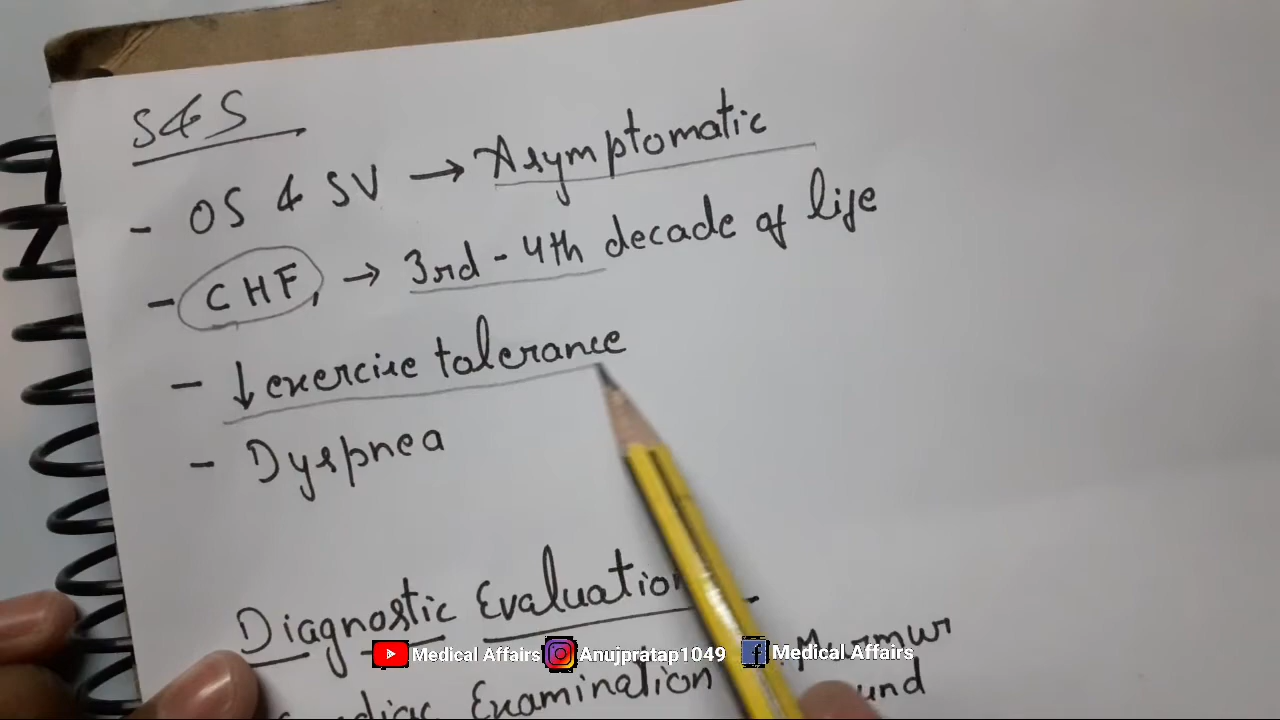 S & S
- OS & SV → Asymptomatic
- CHF, → 3rd - 4th decade of life
- ↓ exercise tolerance
- Dyspnea
Diagnostic Evaluation
Murmur
Examination
Medical Affairs Anujpratap1049 Medical Affairs